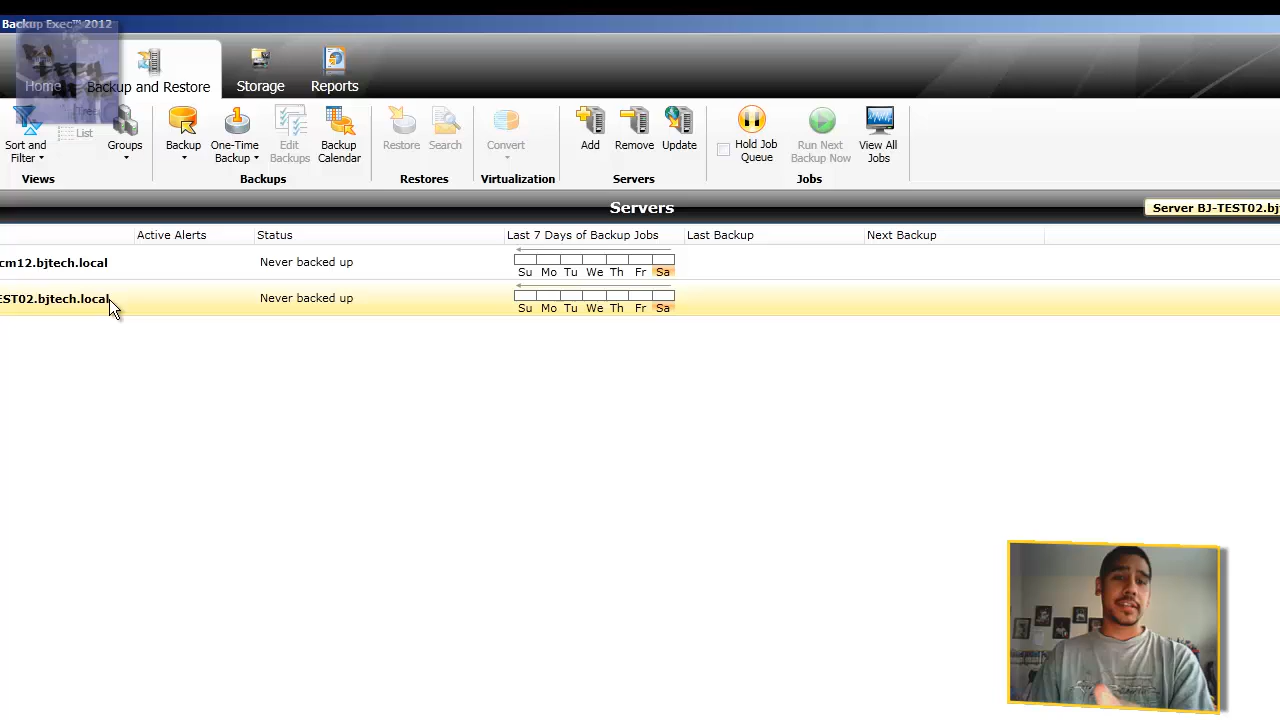 Backup Exec™ 2012
BJ
TECH
Home
Backup and Restore
Storage
Reports
Tree
List
Sort and
Filter
Groups
Backup
One-Time
Backup
Edit
Backups
Backup
Calendar
Restore
Search
Convert
Add
Remove
Update
Hold Job
Queue
Run Next
Backup Now
View All
Jobs
Views
Backups
Restores
Virtualization
Servers
Jobs
Servers
Server BJ-TEST02.bj
Active Alerts
Status
Last 7 Days of Backup Jobs
Last Backup
Next Backup
cm12.bjtech.local
Never backed up
Su Mo Tu We Th Fr Sa
EST02.bjtech.local
Never backed up
Su Mo Tu We Th Fr Sa